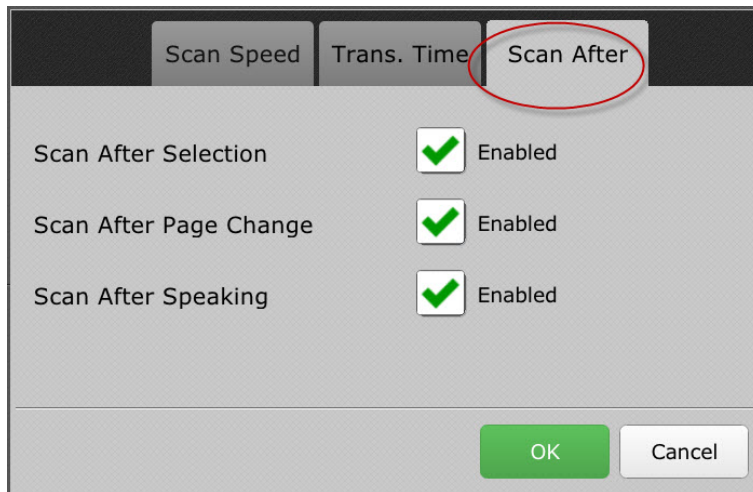 Scan Speed Trans. Time Scan After
Scan After Selection Enabled
Scan After Page Change Enabled
Scan After Speaking Enabled
OK Cancel